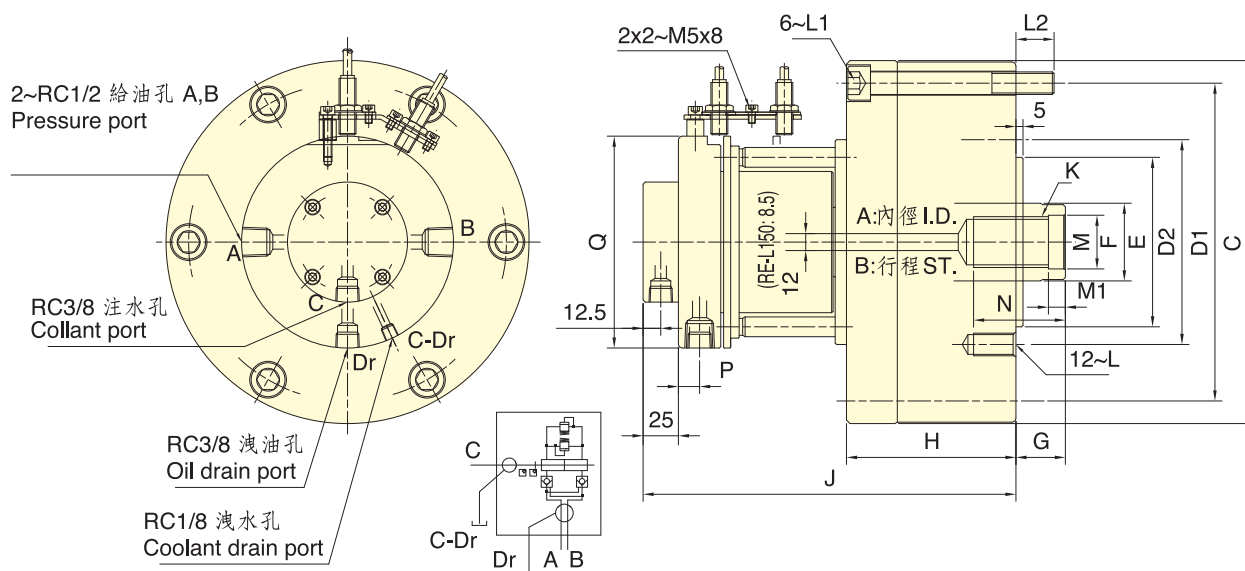 2~RC1/2 給油孔 A,B
Pressure port
A
B
C
RC3/8 注水孔
Collant port
Dr
C-Dr
RC3/8 洩油孔
Oil drain port
RC1/8 洩水孔
Coolant drain port
C
C-Dr
Dr
A
B
2x2~M5x8
6~L1
L2
5
K
A:內徑I.D.
B:行程ST.
(RE-L150: 8.5)
12
Q
M
F
E
D2
D1
C
M1
N
12.5
P
12~L
25
H
G
J